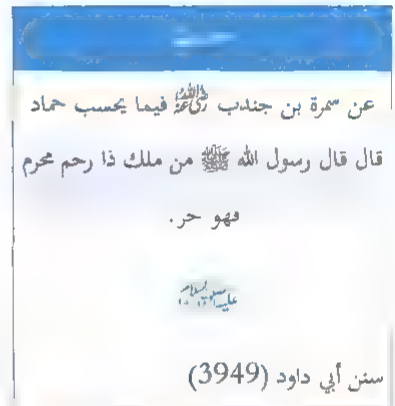 عن سمرة بن جندب رضي الله عنه فيما يحسب حماد
قال قال رسول الله ﷺ من ملك ذا رحم محرم
فهو حر.
سنن أبي داود (3949)